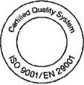 Certified Quality System
ISO 9001/EN 29001